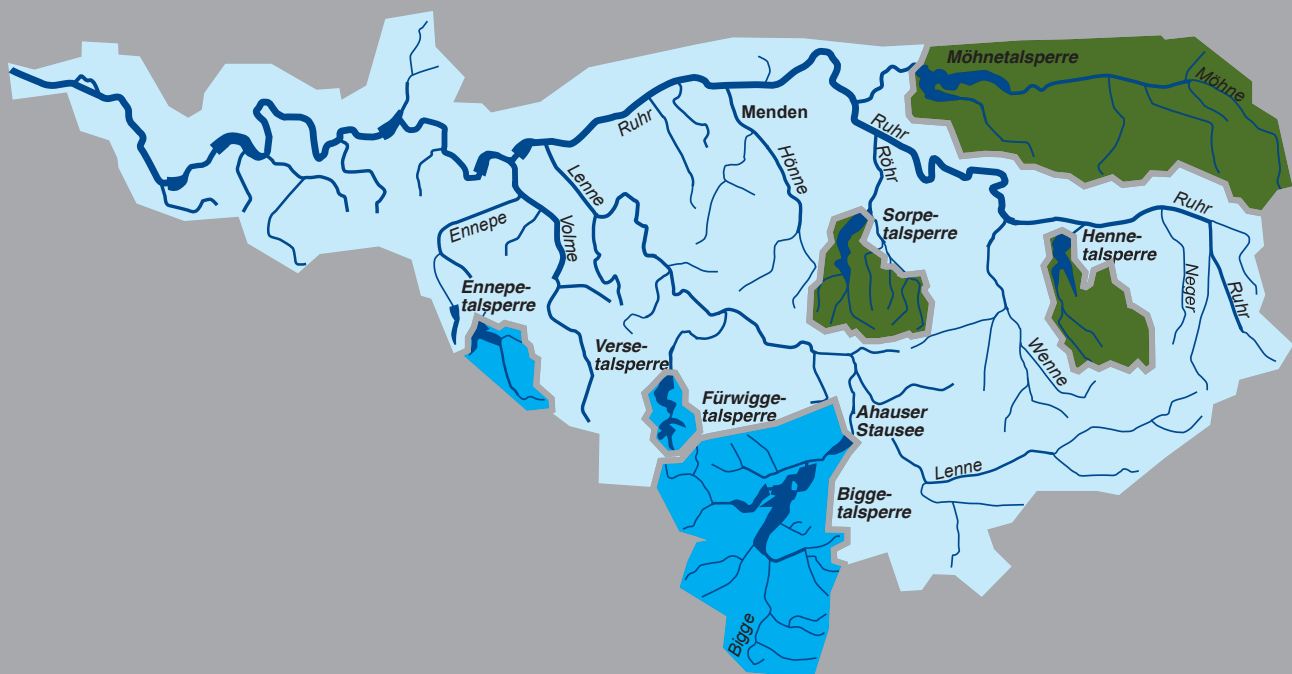 Möhnetalsperre
Möhne
Ruhr
Menden
Ruhr
Röhr
Hönne
Lenne
Ruhr
Sorpe-
talsperre
Ennepe
Volme
Henne-
talsperre
Neger
Ruhr
Ennepe-
talsperre
Verse-
talsperre
Wenne
Fürwigge-
talsperre
Ahauser
Stausee
Lenne
Bigge-
talsperre
Bigge